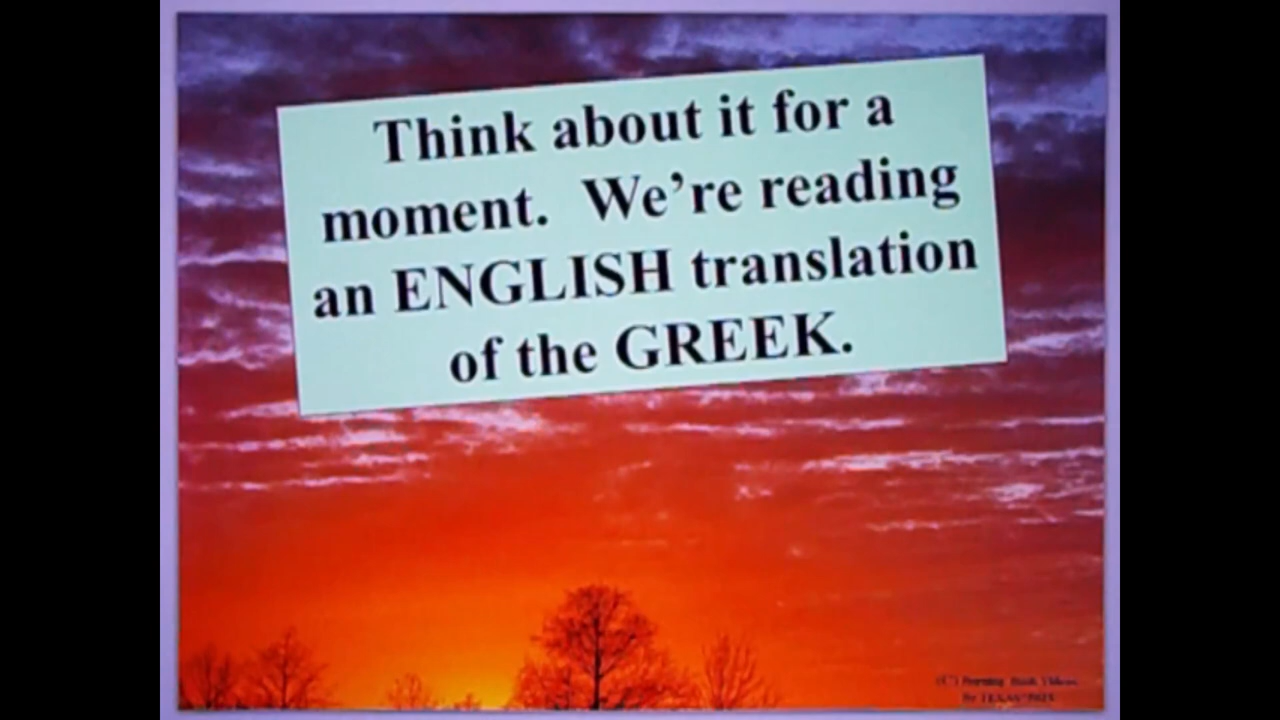 Think about it for a
moment. We're reading
an ENGLISH translation
of the GREEK.